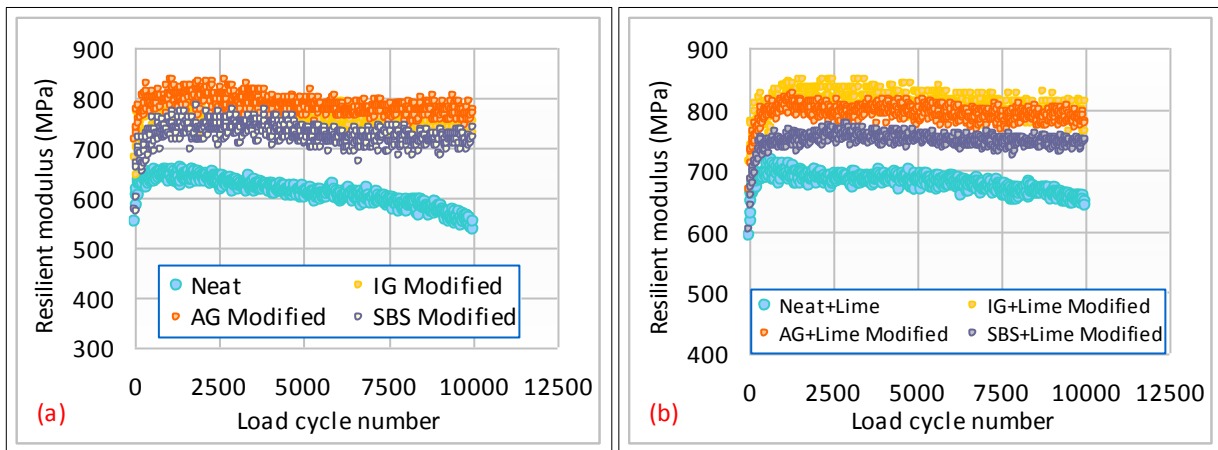 900
800
700
600
500
400
300
Resilient modulus (MPa)
Neat
IG Modified
AG Modified
SBS Modified
0 2500 5000 7500 10000 12500
(a)
Load cycle number
900
800
700
600
500
400
Resilient modulus (MPa)
Neat+Lime
IG+Lime Modified
AG+Lime Modified
SBS+Lime Modified
0 2500 5000 7500 10000 12500
(b)
Load cycle number